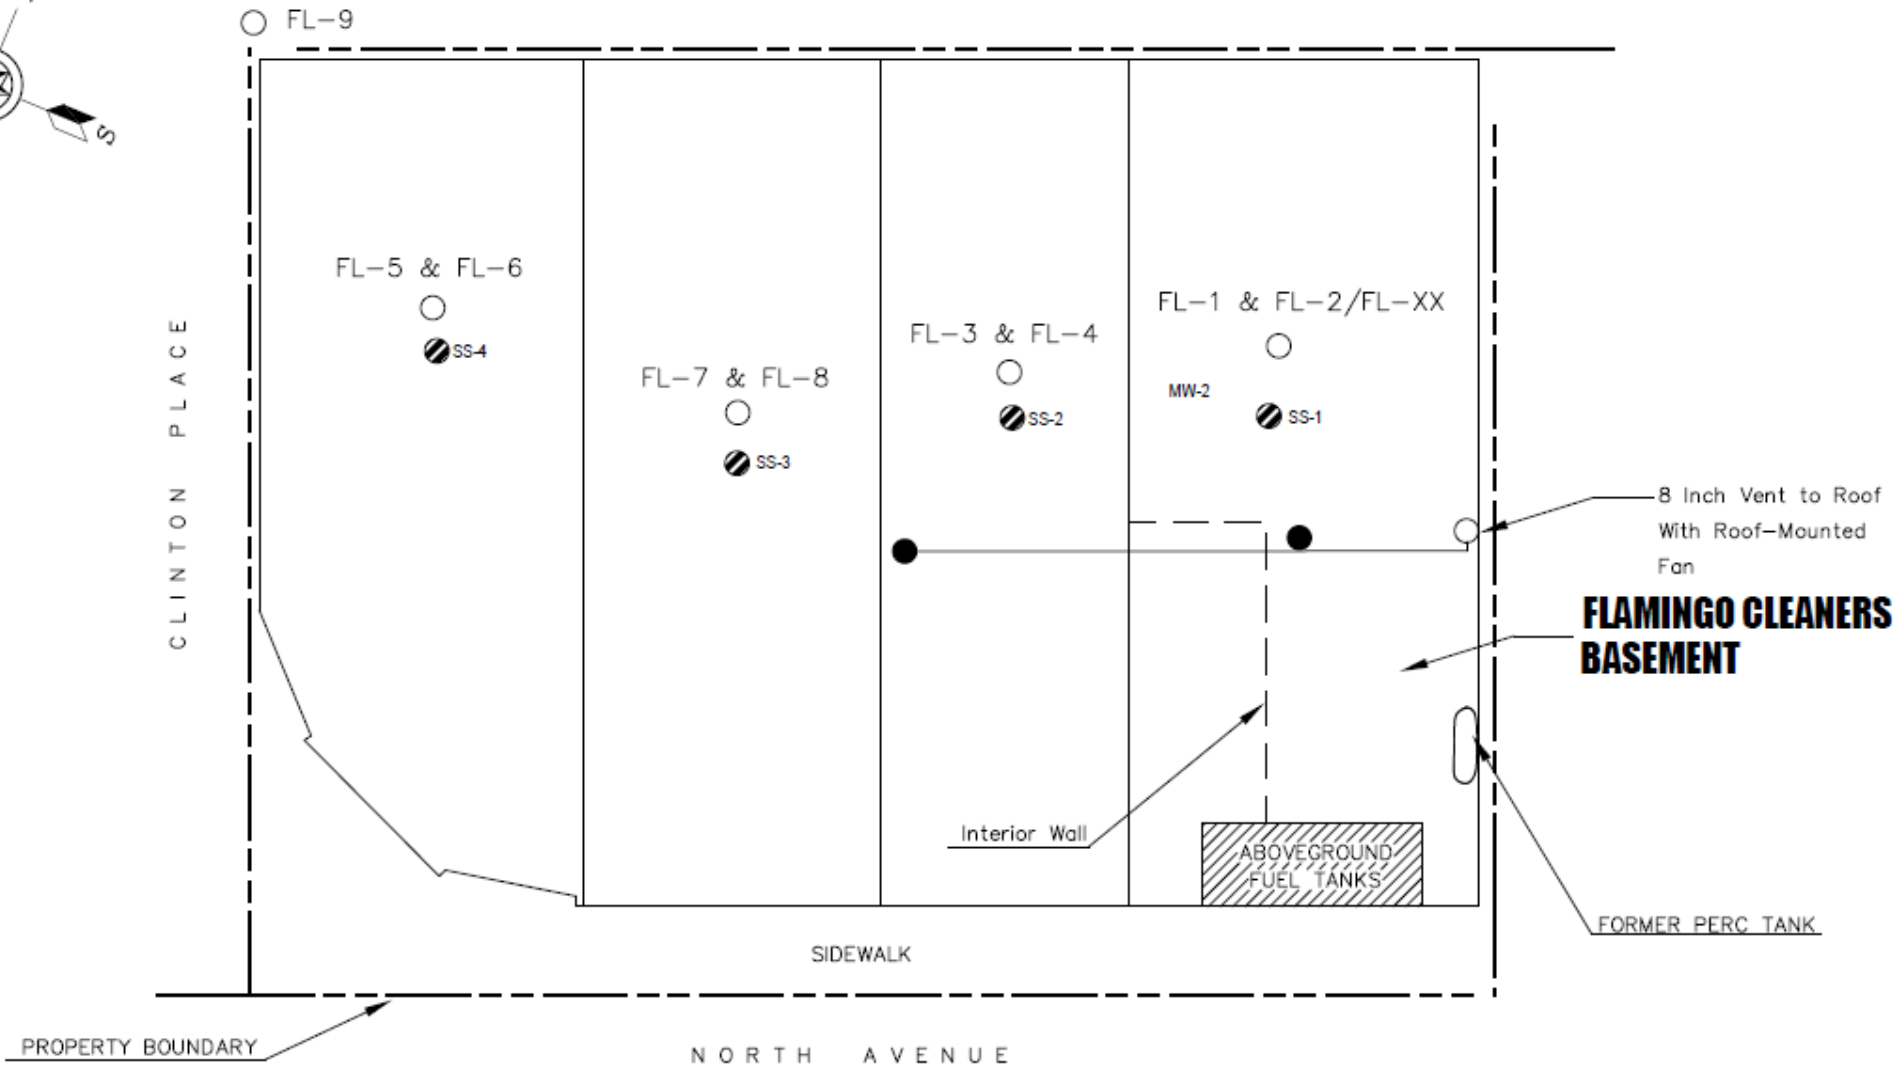 FL-9
S
FL-5 & FL-6
SS-4
FL-7 & FL-8
SS-3
FL-3 & FL-4
SS-2
FL-1 & FL-2/FL-XX
MW-2
SS-1
CLINTON PLACE
8 Inch Vent to Roof
With Roof-Mounted
Fan
FLAMINGO CLEANERS
BASEMENT
Interior Wall
ABOVEGROUND
FUEL TANKS
FORMER PERC TANK
SIDEWALK
PROPERTY BOUNDARY
NORTH AVENUE